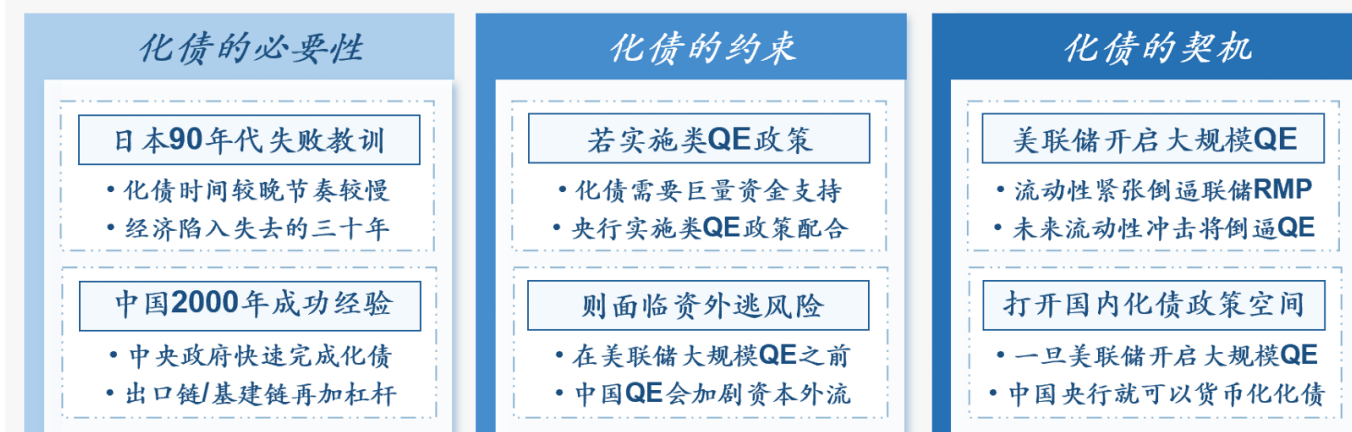 化债的必要性
日本90年代失败教训
• 化债时间较晚节奏较慢
• 经济陷入失去的三十年
中国2000年成功经验
• 中央政府快速完成化债
• 出口链/基建链再加杠杆
化债的约束
若实施类QE政策
• 化债需要巨量资金支持
• 央行实施类QE政策配合
则面临资外逃风险
• 在美联储大规模QE之前
• 中国QE会加剧资本外流
化债的契机
美联储开启大规模QE
• 流动性紧张倒逼联储RMP
• 未来流动性冲击将倒逼QE
打开国内化债政策空间
• 一旦美联储开启大规模QE
• 中国央行就可以货币化化债